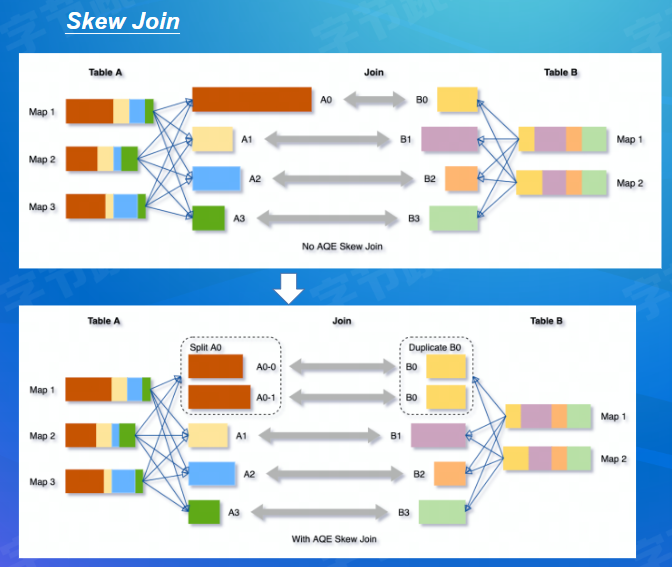 Skew Join
Table A Join Table B
Map 1 A0 B0
A1 B1 Map 1
Map 2
A2 B2 Map 2
Map 3
A3 B3
No AQE Skew Join
Table A Join Table B
Split A0 Duplicate B0
A0-0 B0
Map 1 A0-1 B0
Map 1
Map 2 A1 B1
Map 2
Map 3 A2 B2
A3 B3
With AQE Skew Join